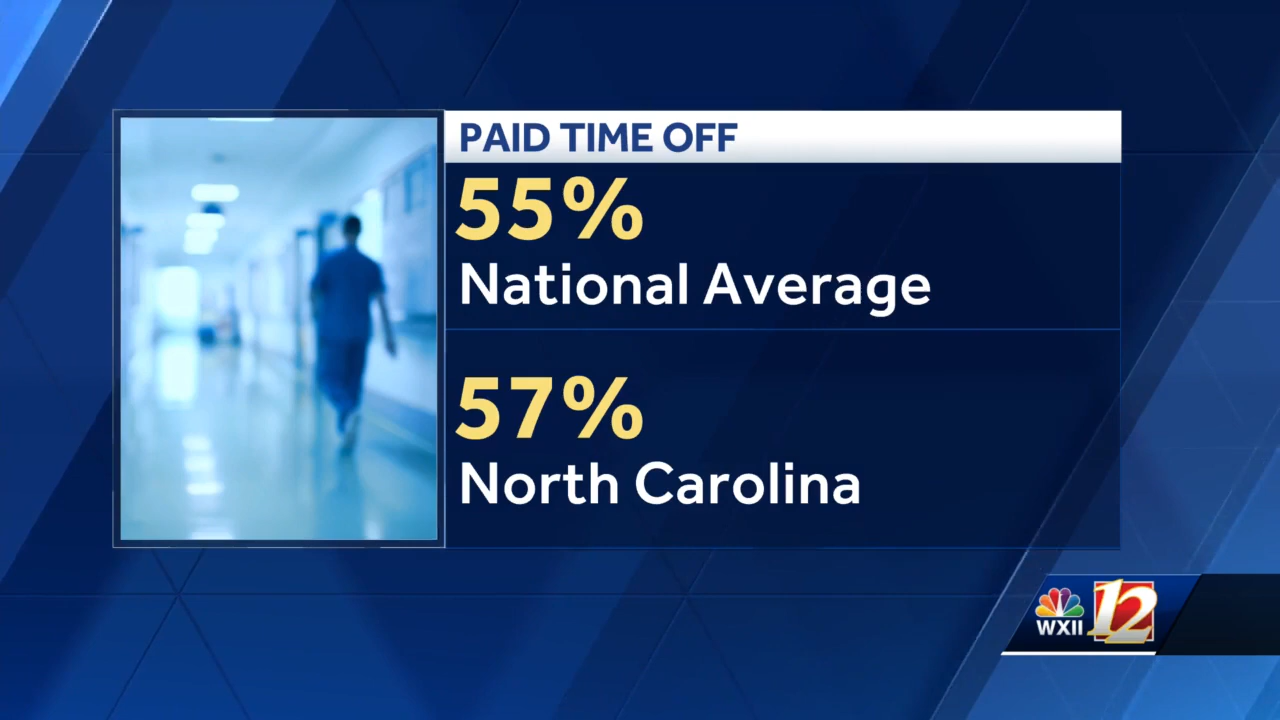 PAID TIME OFF
55%
National Average
57%
North Carolina
WXII 12